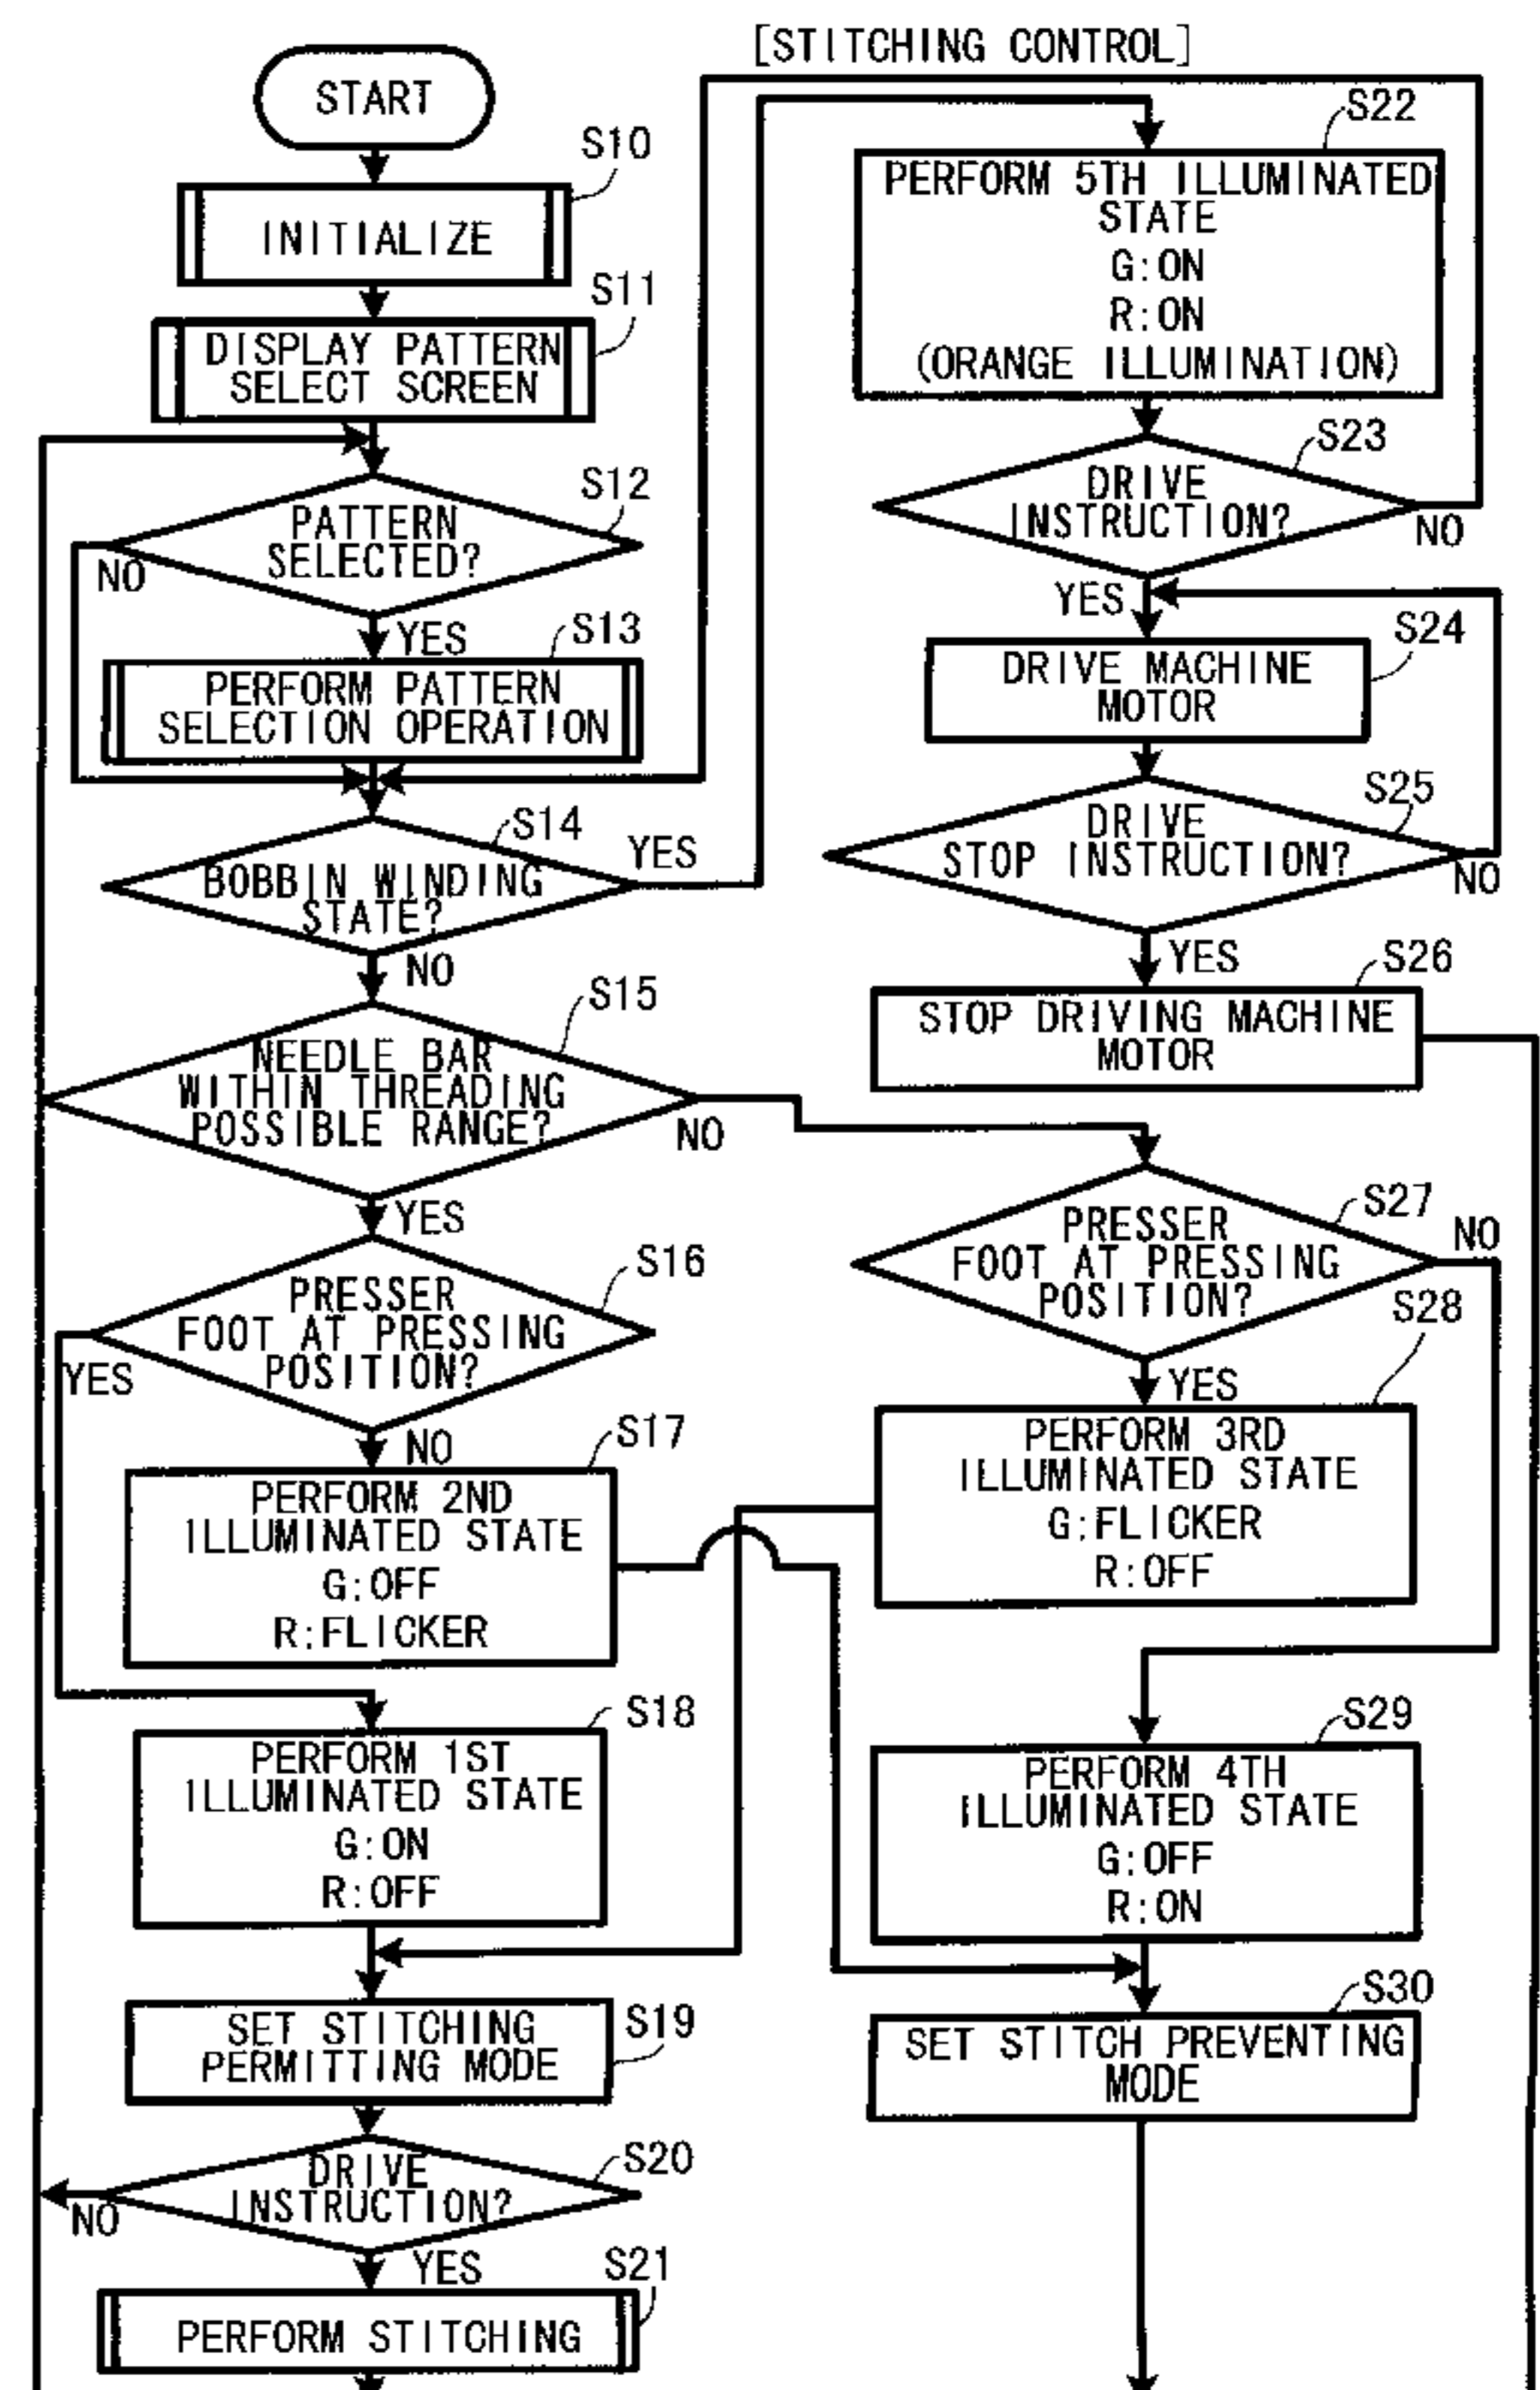 [STITCHING CONTROL]
START
S10
INITIALIZE
S11
DISPLAY PATTERN
SELECT SCREEN
S12
PATTERN
SELECTED?
NO
YES
S13
PERFORM PATTERN
SELECTION OPERATION
S14
BOBBIN WINDING
STATE?
YES
NO
S15
NEEDLE BAR
WITHIN THREADING
POSSIBLE RANGE?
NO
YES
S16
PRESSER
FOOT AT PRESSING
POSITION?
YES
NO
S17
PERFORM 2ND
ILLUMINATED STATE
G:OFF
R:FLICKER
S18
PERFORM 1ST
ILLUMINATED STATE
G:ON
R:OFF
S19
SET STITCHING
PERMITTING MODE
S20
DRIVE
INSTRUCTION?
NO
YES
S21
PERFORM STITCHING
S22
PERFORM 5TH ILLUMINATED
STATE
G:ON
R:ON
(ORANGE ILLUMINATION)
S23
DRIVE
INSTRUCTION?
NO
YES
S24
DRIVE MACHINE
MOTOR
S25
DRIVE
STOP INSTRUCTION?
NO
YES
S26
STOP DRIVING MACHINE
MOTOR
S27
PRESSER
FOOT AT PRESSING
POSITION?
NO
YES
S28
PERFORM 3RD
ILLUMINATED STATE
G:FLICKER
R:OFF
S29
PERFORM 4TH
ILLUMINATED STATE
G:OFF
R:ON
S30
SET STITCH PREVENTING
MODE